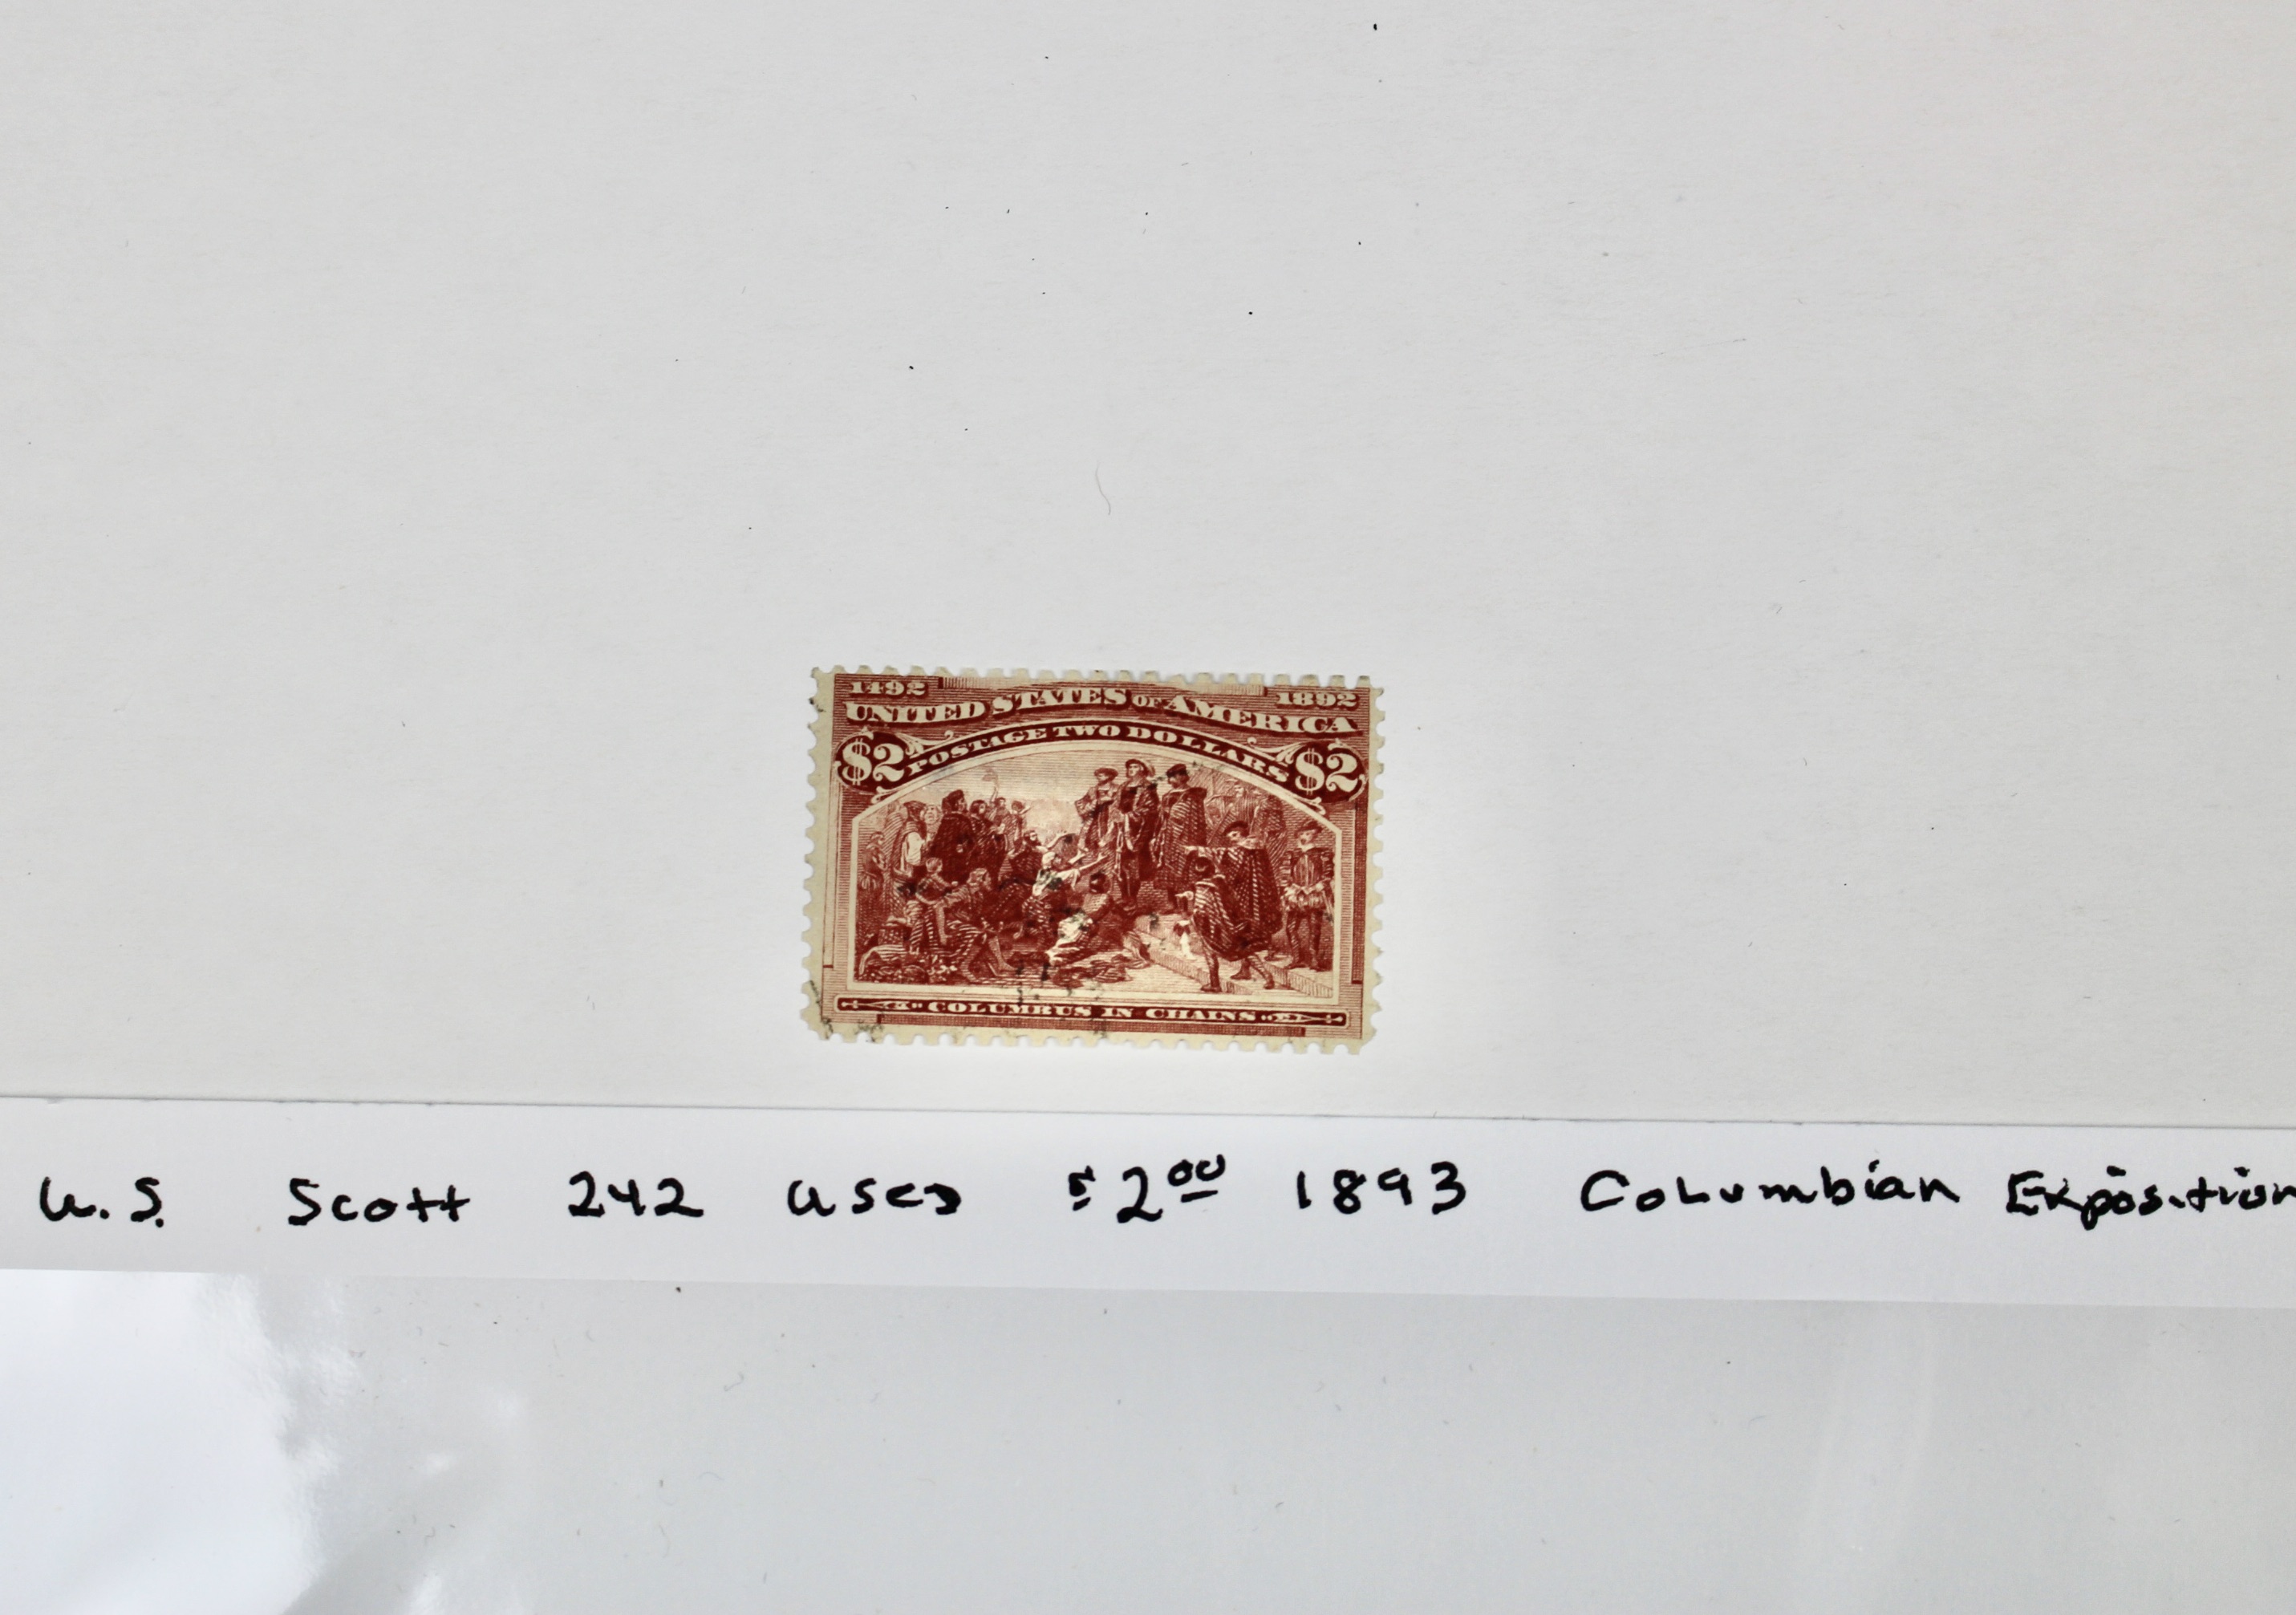 1492 1892
UNITED STATES OF AMERICA
$2 POSTAGE TWO DOLLARS $2
COLUMBUS IN CHAINS
U.S. Scott 242 used $2.00 1893 Columbian Exposition